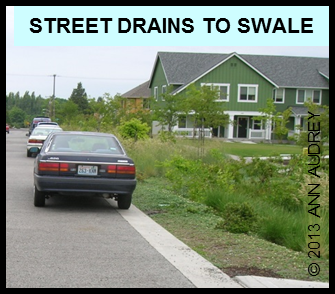 STREET DRAINS TO SWALE
© 2013 ANN AUDREY